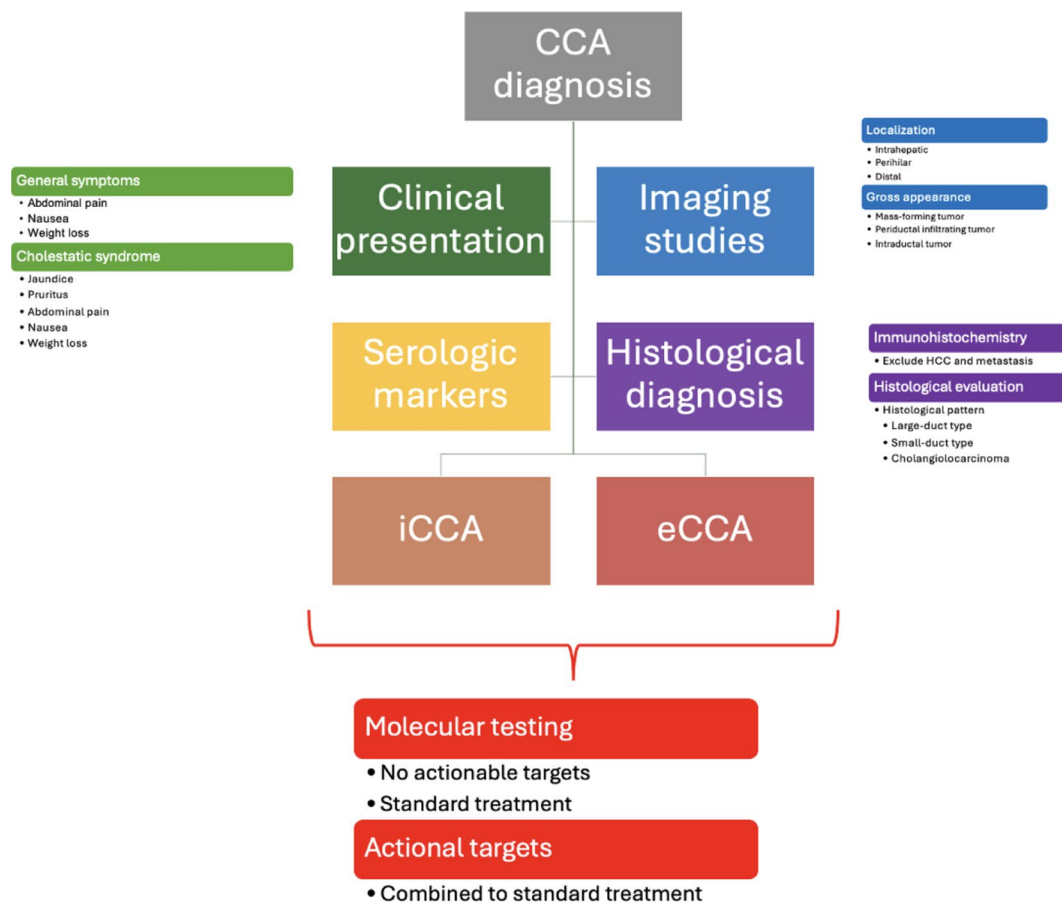 CCA
diagnosis
General symptoms
• Abdominal pain
• Nausea
• Weight loss
Cholestatic syndrome
• Jaundice
• Pruritus
• Abdominal pain
• Nausea
• Weight loss
Clinical
presentation
Imaging
studies
Localization
• Intrahepatic
• Perihilar
• Distal
Gross appearance
• Mass-forming tumor
• Periductal infiltrating tumor
• Intraductal tumor
Serologic
markers
Histological
diagnosis
Immunohistochemistry
• Exclude HCC and metastasis
Histological evaluation
• Histological pattern
• Large-duct type
• Small-duct type
• Cholangiolocarcinoma
iCCA
eCCA
Molecular testing
• No actionable targets
• Standard treatment
Actional targets
• Combined to standard treatment